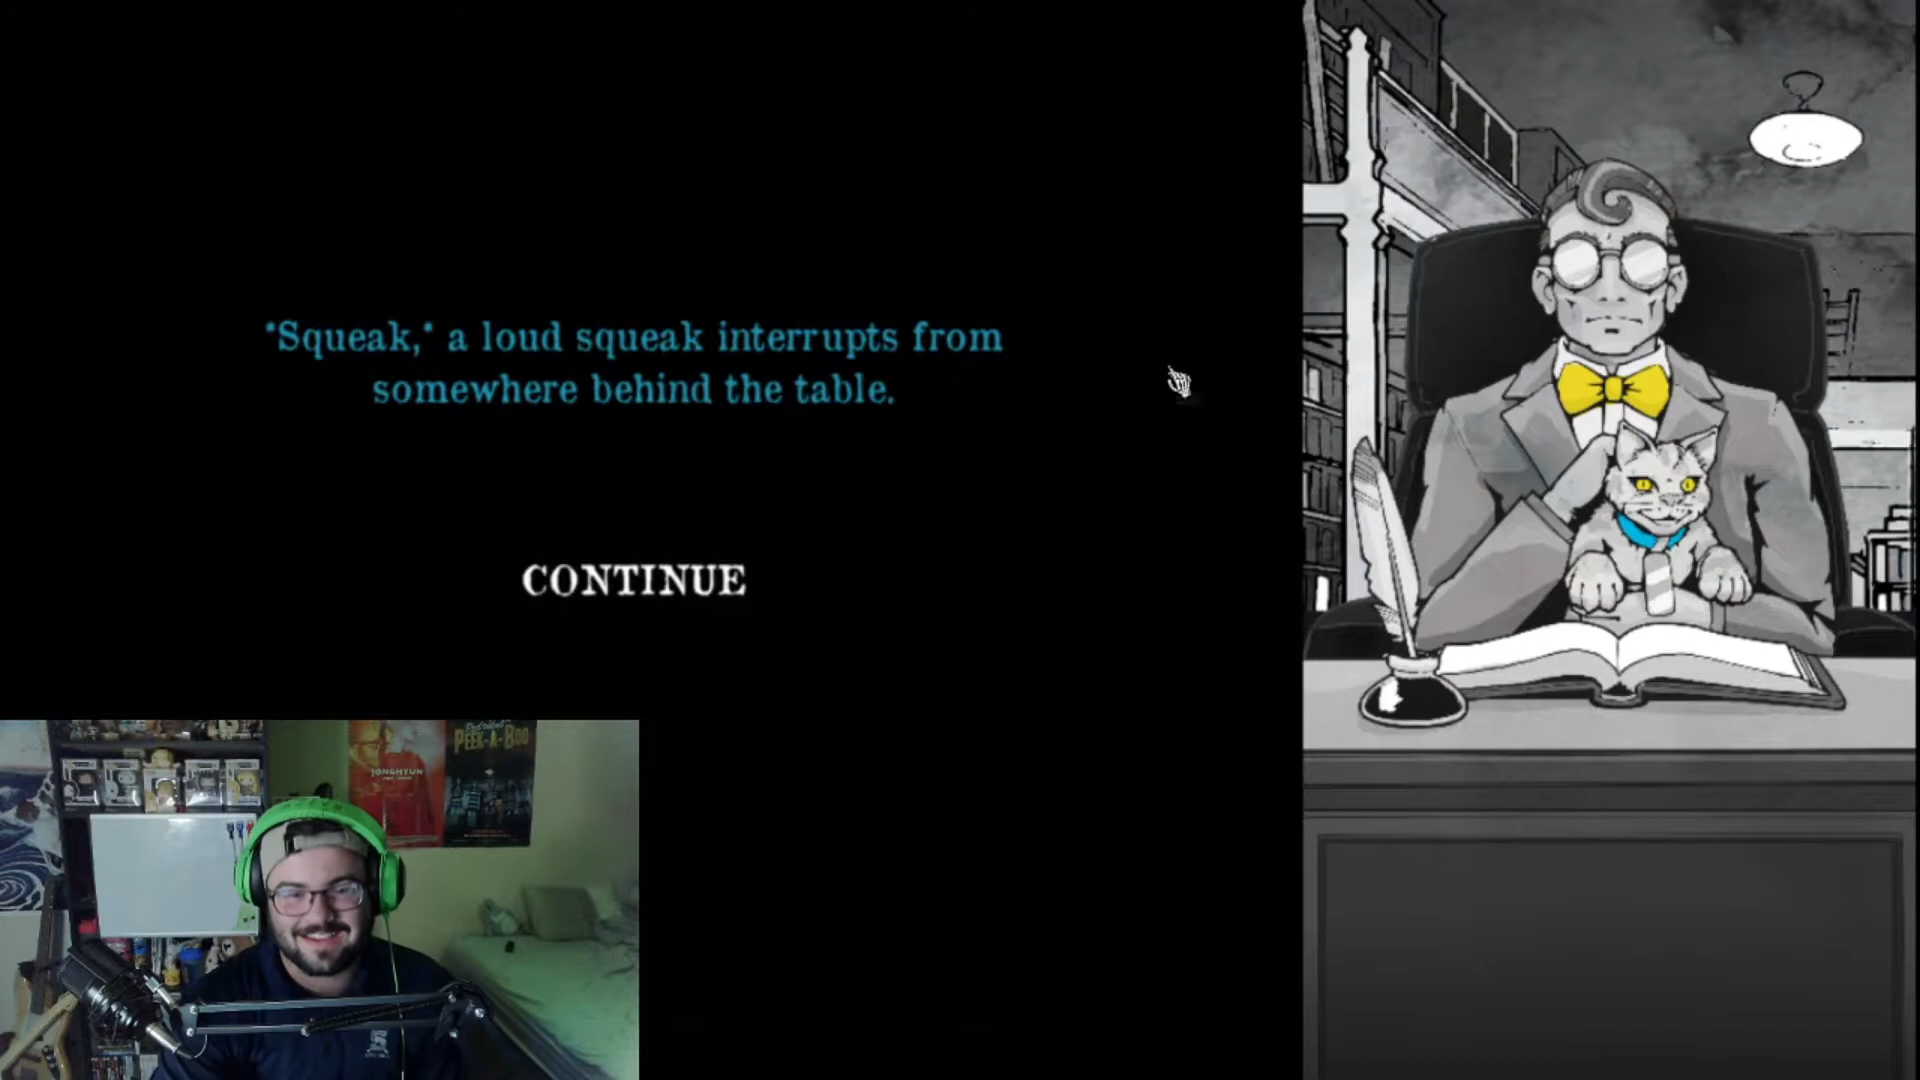 "Squeak," a loud squeak interrupts from
somewhere behind the table.
CONTINUE
JONGHYUN
PEEK-A-BOO